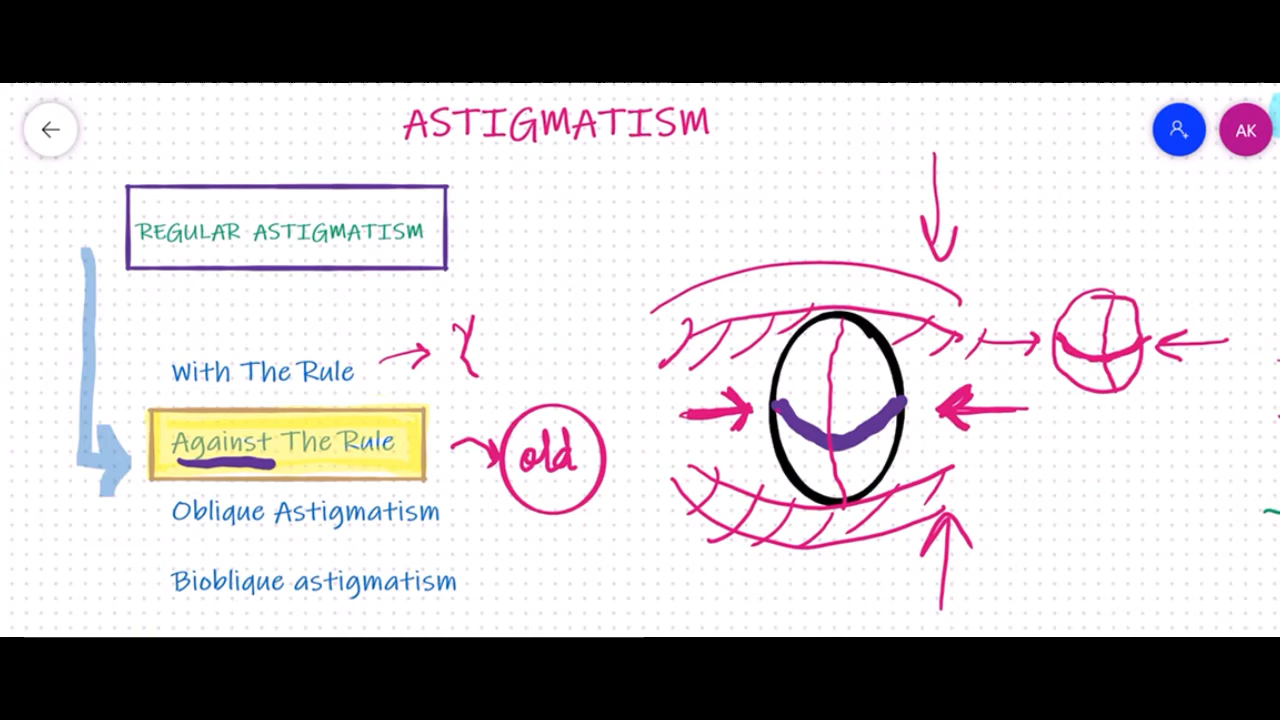 ASTIGMATISM
AK
REGULAR ASTIGMATISM
With The Rule
Against The Rule
old
Oblique Astigmatism
Bioblique astigmatism